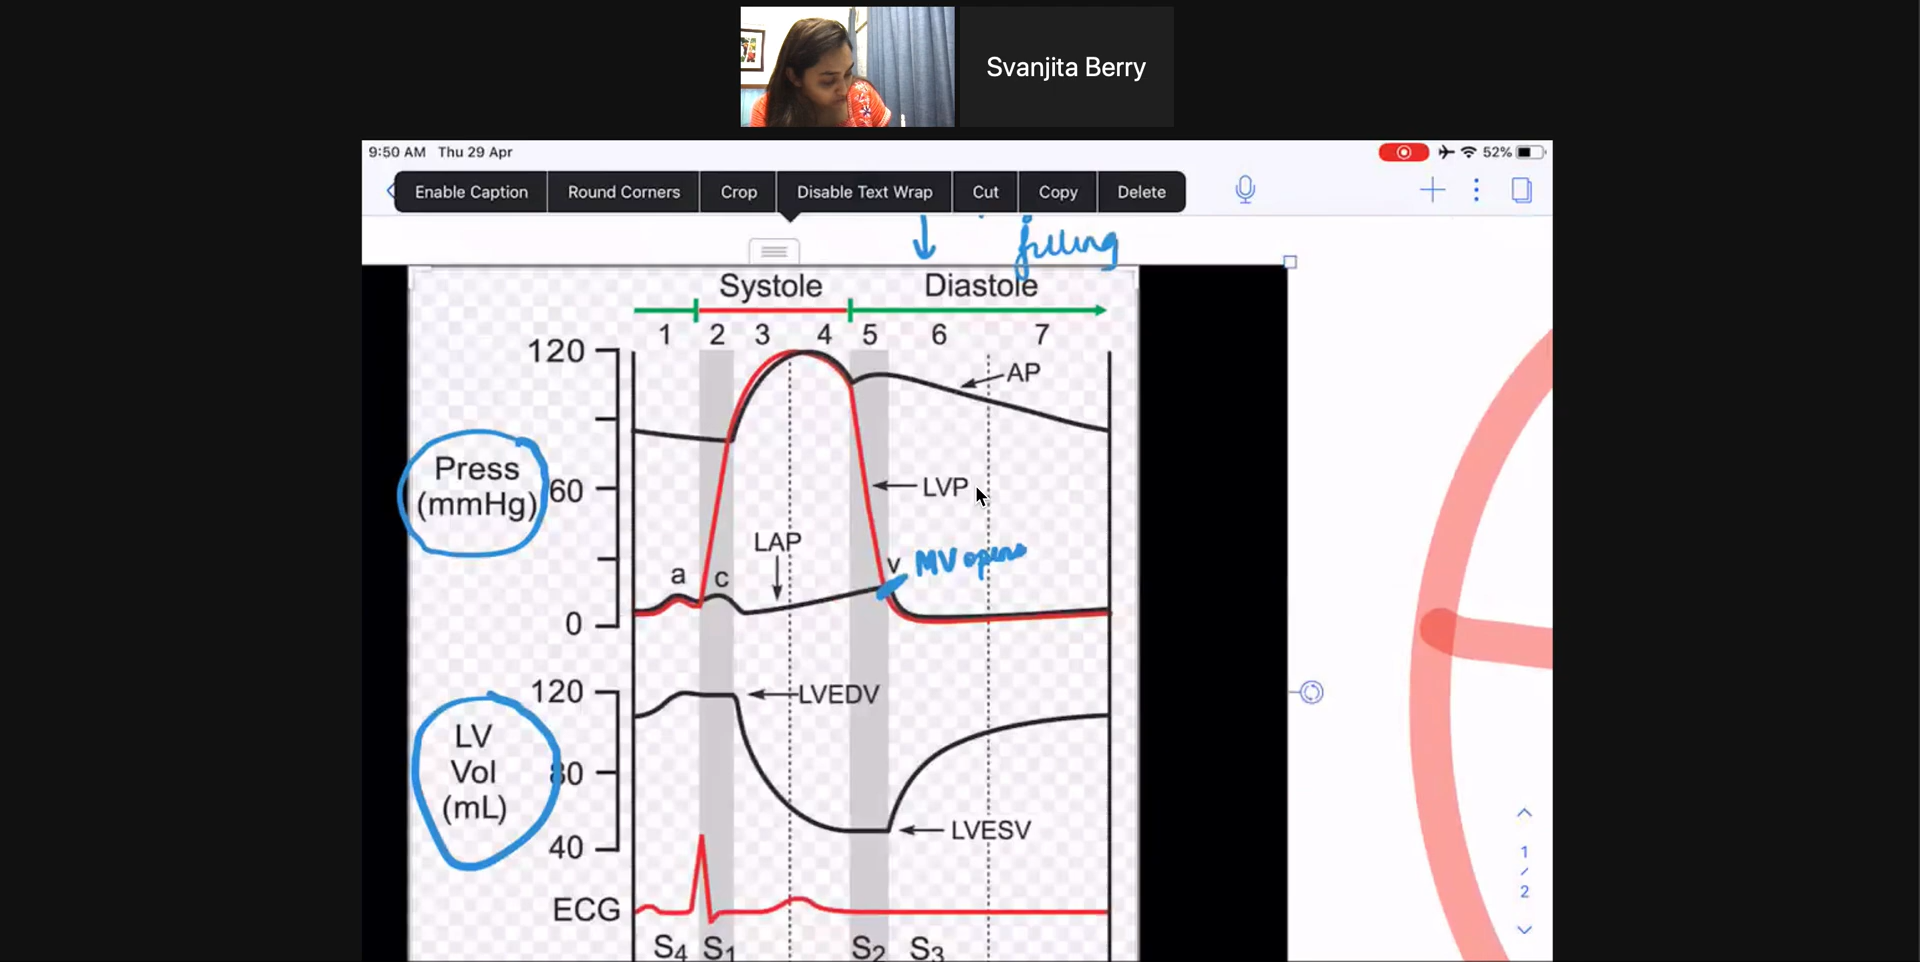 Svanjita Berry
9:50 AM Thu 29 Apr
52%
Enable Caption Round Corners Crop Disable Text Wrap Cut Copy Delete
filling
Systole Diastole
1 2 3 4 5 6 7
120
AP
Press
(mmHg)
60
LVP
LAP
MV opens
a c v
0
120
LVEDV
LV
Vol
(mL)
80
LVESV
40
ECG
S4 S1 S2 S3
1
/
2